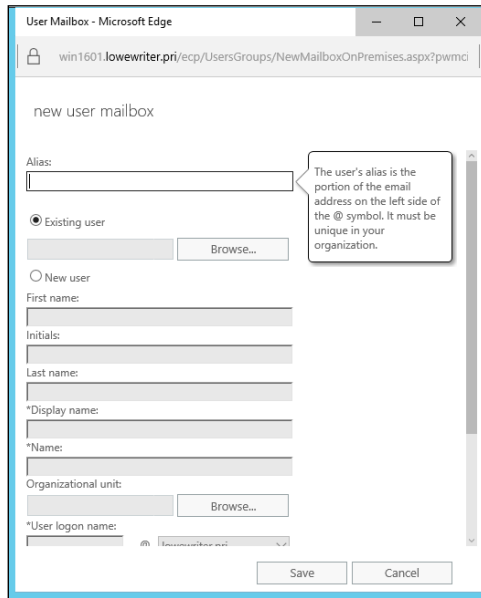 User Mailbox - Microsoft Edge
win1601.lowewriter.pri/ecp/UsersGroups/NewMailboxOnPremises.aspx?pwmci
new user mailbox
Alias:
The user's alias is the
portion of the email
address on the left side of
the @ symbol. It must be
unique in your
organization.
Existing user
Browse...
New user
First name:
Initials:
Last name:
*Display name:
*Name:
Organizational unit:
Browse...
*User logon name:
@ lowewriter.pri
Save Cancel